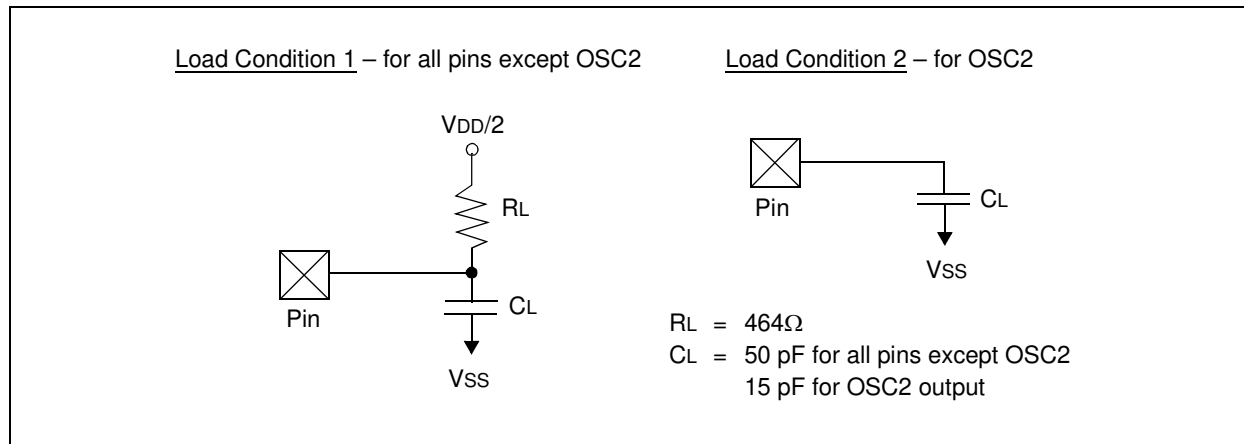 Load Condition 1 – for all pins except OSC2
VDD/2
RL
Pin
CL
VSS
Load Condition 2 – for OSC2
Pin
CL
VSS
RL = 464Ω
CL = 50 pF for all pins except OSC2
15 pF for OSC2 output